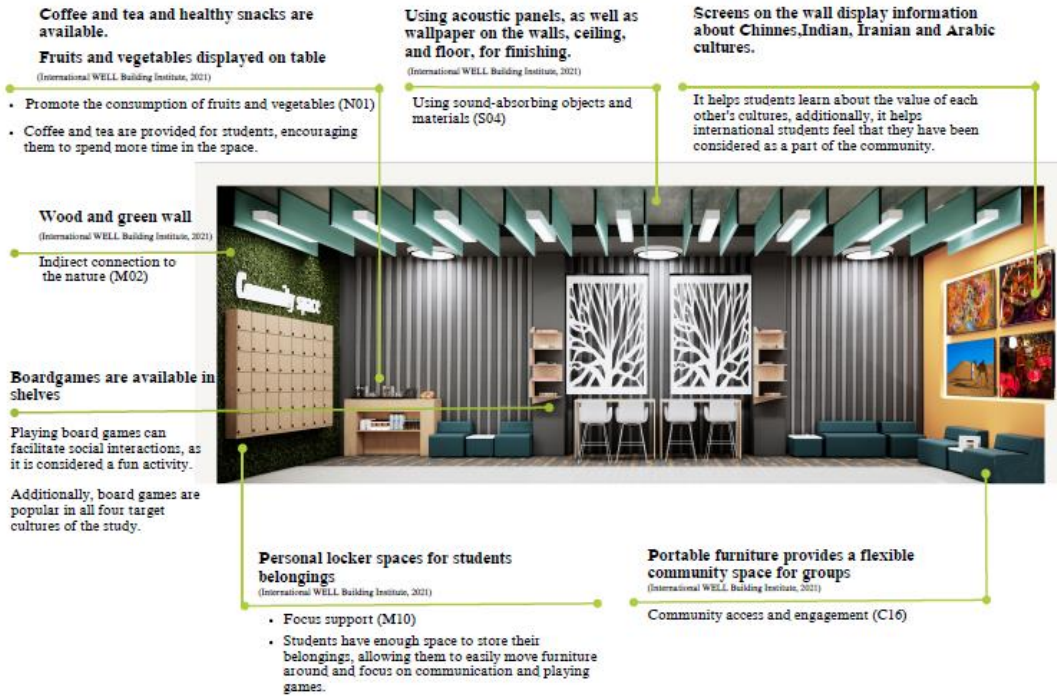 Coffee and tea and healthy snacks are
available.
Fruits and vegetables displayed on table
(International WELL Building Institute, 2021)
• Promote the consumption of fruits and vegetables (N01)
• Coffee and tea are provided for students, encouraging
them to spend more time in the space.
Using acoustic panels, as well as
wallpaper on the walls, ceiling,
and floor, for finishing.
(International WELL Building Institute, 2021)
Using sound-absorbing objects and
materials (S04)
Screens on the wall display information
about Chinnes,Indian, Iranian and Arabic
cultures.
It helps students learn about the value of each
other's cultures, additionally, it helps
international students feel that they have been
considered as a part of the community.
Wood and green wall
(International WELL Building Institute, 2021)
Indirect connection to
the nature (M02)
Community space
Boardgames are available in
shelves
Playing board games can
facilitate social interactions, as
it is considered a fun activity.
Additionally, board games are
popular in all four target
cultures of the study.
Personal locker spaces for students
belongings
(International WELL Building Institute, 2021)
• Focus support (M10)
• Students have enough space to store their
belongings, allowing them to easily move furniture
around and focus on communication and playing
games.
Portable furniture provides a flexible
community space for groups
(International WELL Building Institute, 2021)
Community access and engagement (C16)